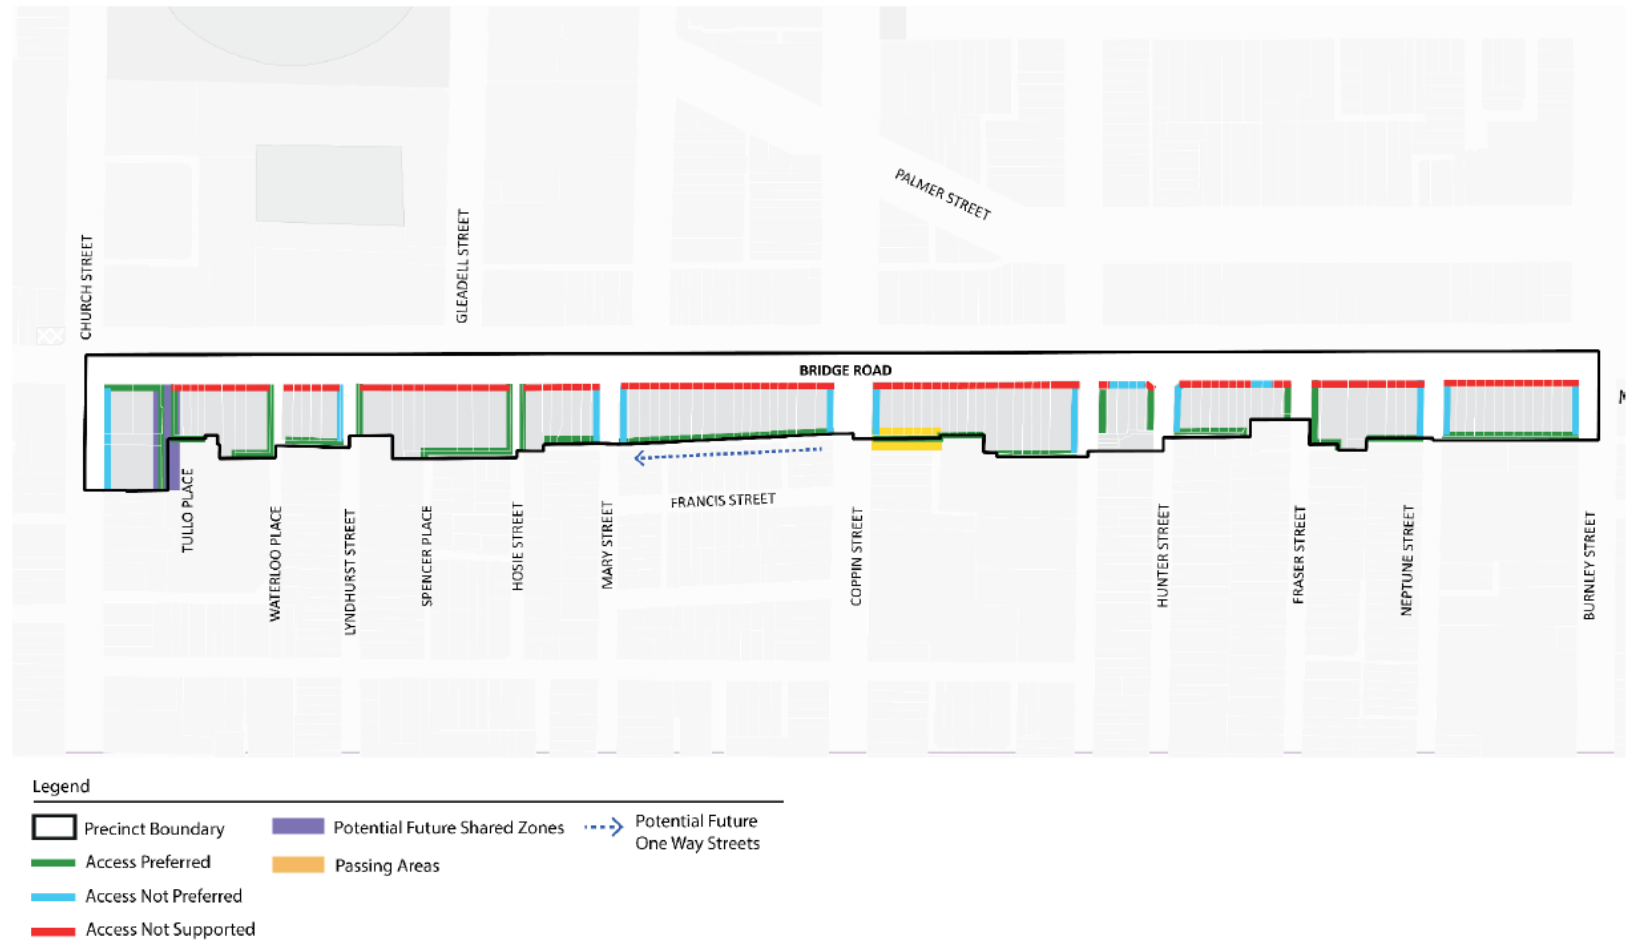 PALMER STREET
CHURCH STREET
GLEADELL STREET
BRIDGE ROAD
TULLO PLACE
WATERLOO PLACE
LYNDHURST STREET
SPENCER PLACE
HOSIE STREET
MARY STREET
FRANCIS STREET
COPPIN STREET
HUNTER STREET
FRASER STREET
NEPTUNE STREET
BURNLEY STREET
Legend
Precinct Boundary
Access Preferred
Access Not Preferred
Access Not Supported
Potential Future Shared Zones
Passing Areas
Potential Future
One Way Streets